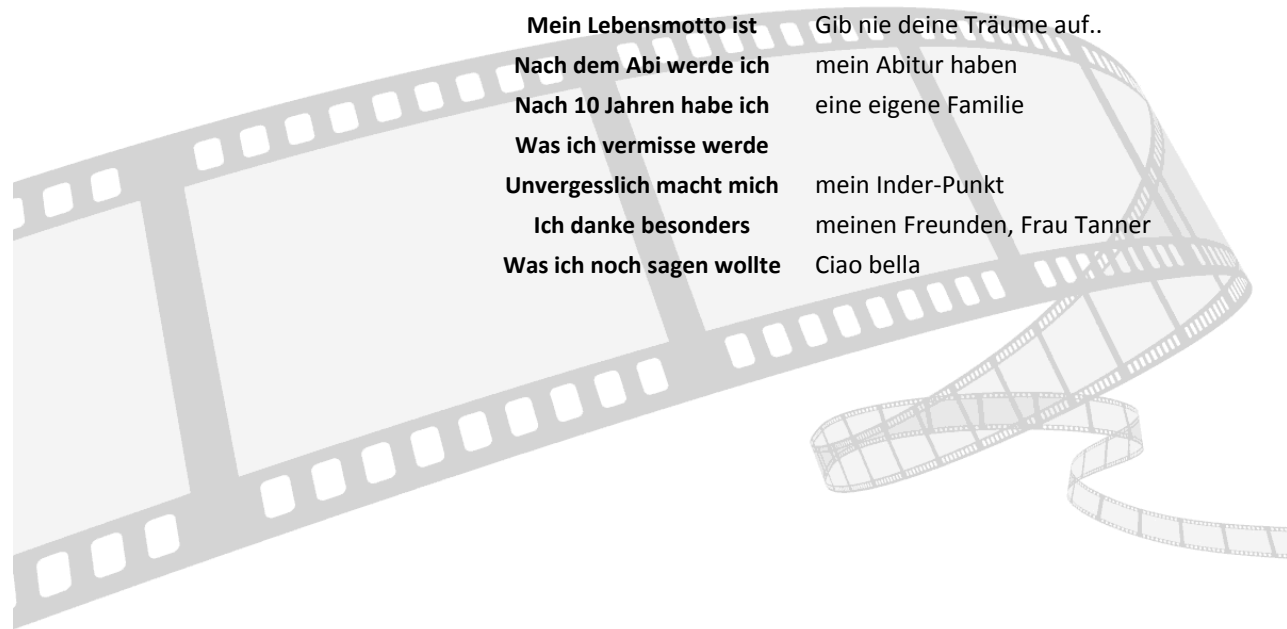 Mein Lebensmotto ist Gib nie deine Träume auf..
Nach dem Abi werde ich mein Abitur haben
Nach 10 Jahren habe ich eine eigene Familie
Was ich vermisse werde
Unvergesslich macht mich mein Inder-Punkt
Ich danke besonders meinen Freunden, Frau Tanner
Was ich noch sagen wollte Ciao bella